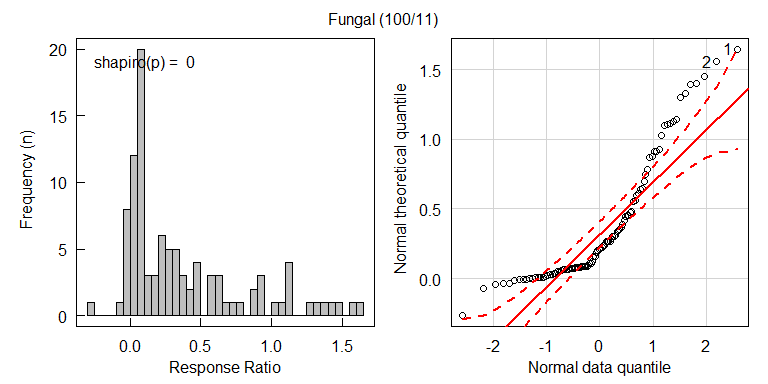 Fungal (100/11)
shapiro(p) = 0
Frequency (n)
20
15
10
5
0
0.0 0.5 1.0 1.5
Response Ratio
1
2
Normal theoretical quantile
1.5
1.0
0.5
0.0
-2 -1 0 1 2
Normal data quantile